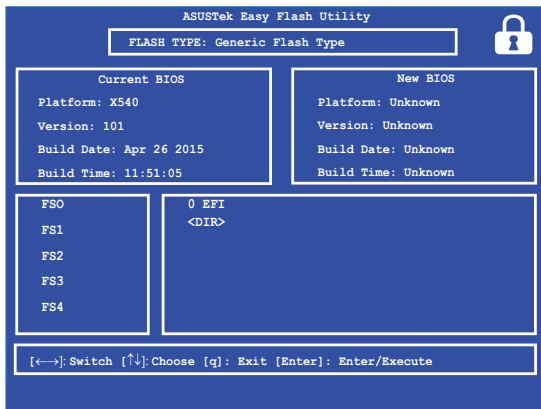 ASUSTek Easy Flash Utility
FLASH TYPE: Generic Flash Type
Current BIOS
Platform: X540
Version: 101
Build Date: Apr 26 2015
Build Time: 11:51:05
New BIOS
Platform: Unknown
Version: Unknown
Build Date: Unknown
Build Time: Unknown
FSO
FS1
FS2
FS3
FS4
0 EFI
<DIR>
[←→]: Switch [↑↓]: Choose [q]: Exit [Enter]: Enter/Execute